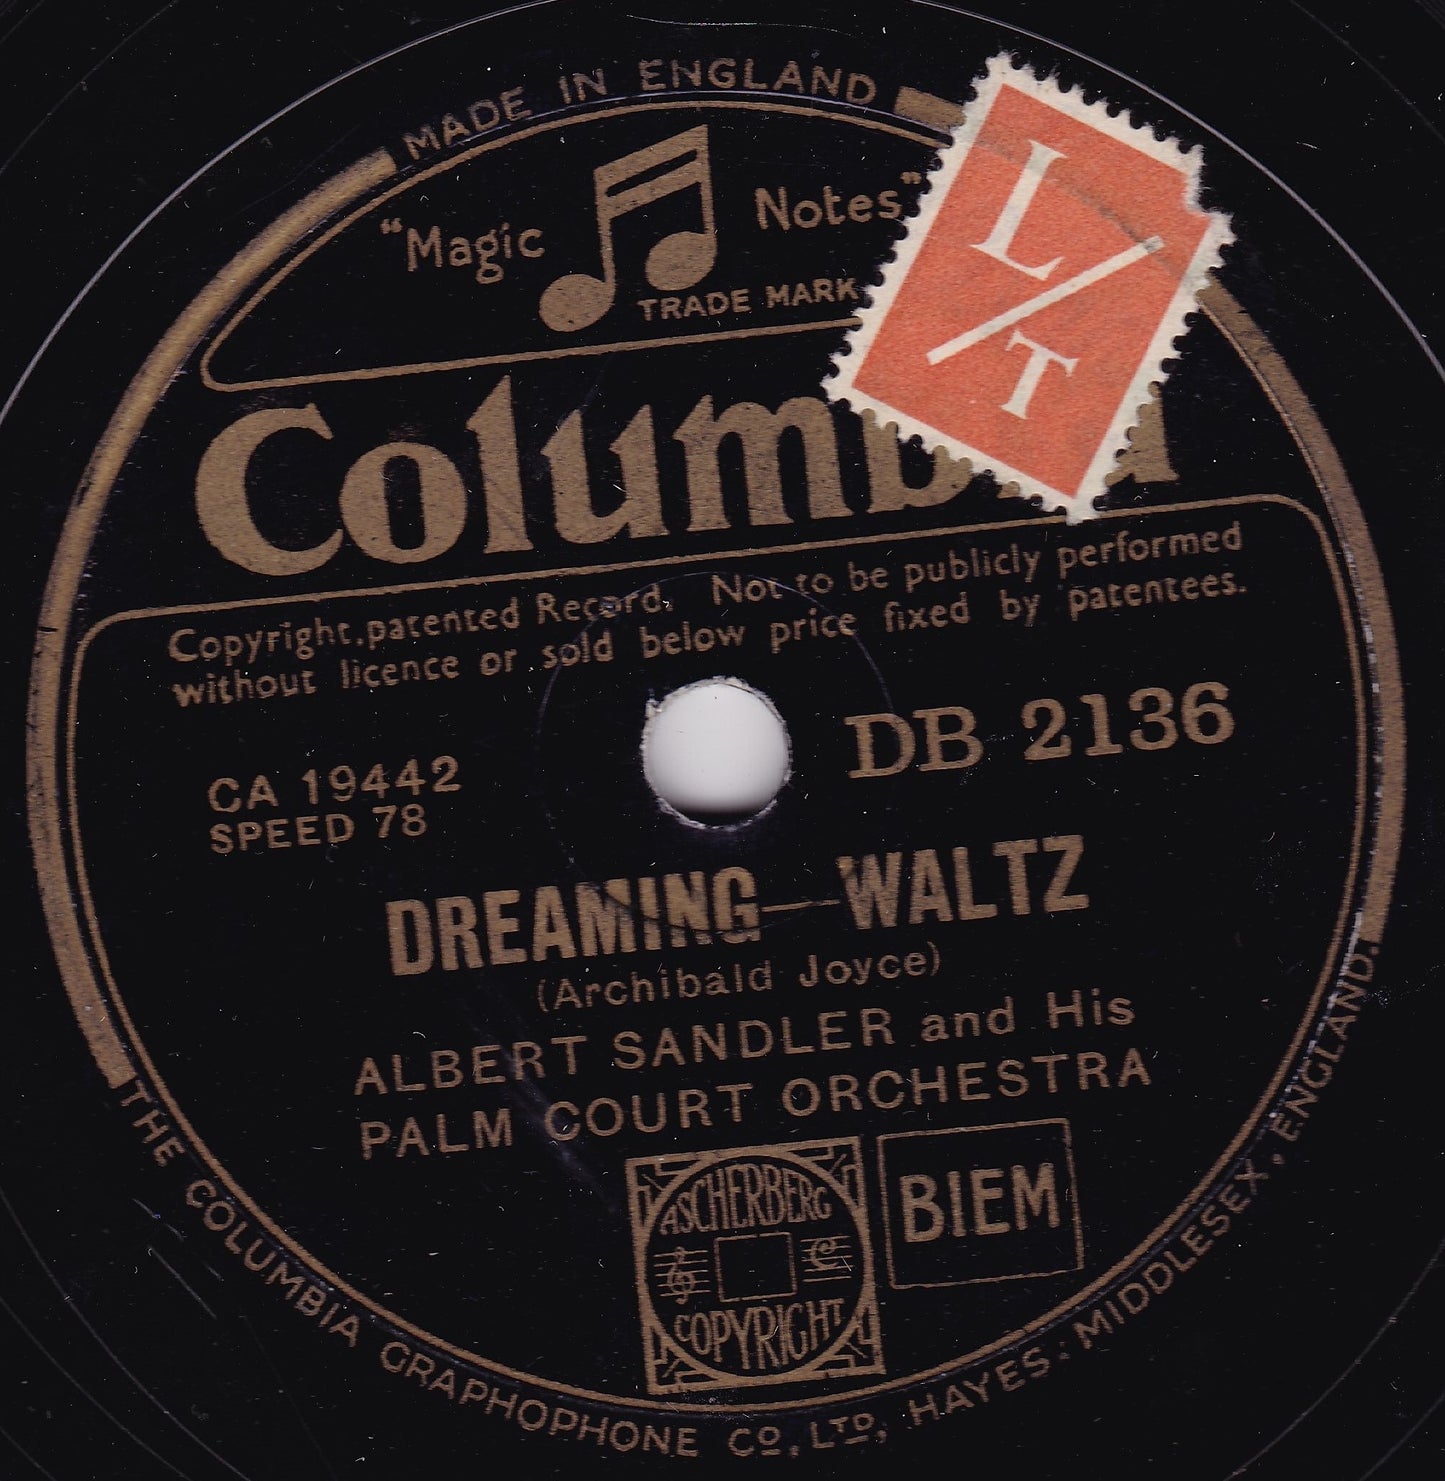 MADE IN ENGLAND
"Magic Notes"
TRADE MARK
L/T
Columbia
Copyright, patented Record. Not to be publicly performed
without licence or sold below price fixed by patentees.
CA 19442
DB 2136
SPEED 78
DREAMING—WALTZ
(Archibald Joyce)
ALBERT SANDLER and His
PALM COURT ORCHESTRA
ASCHERBERG
COPYRIGHT
BIEM
THE COLUMBIA GRAPHOPHONE CO, LTD, HAYES: MIDDLESEX, ENGLAND.